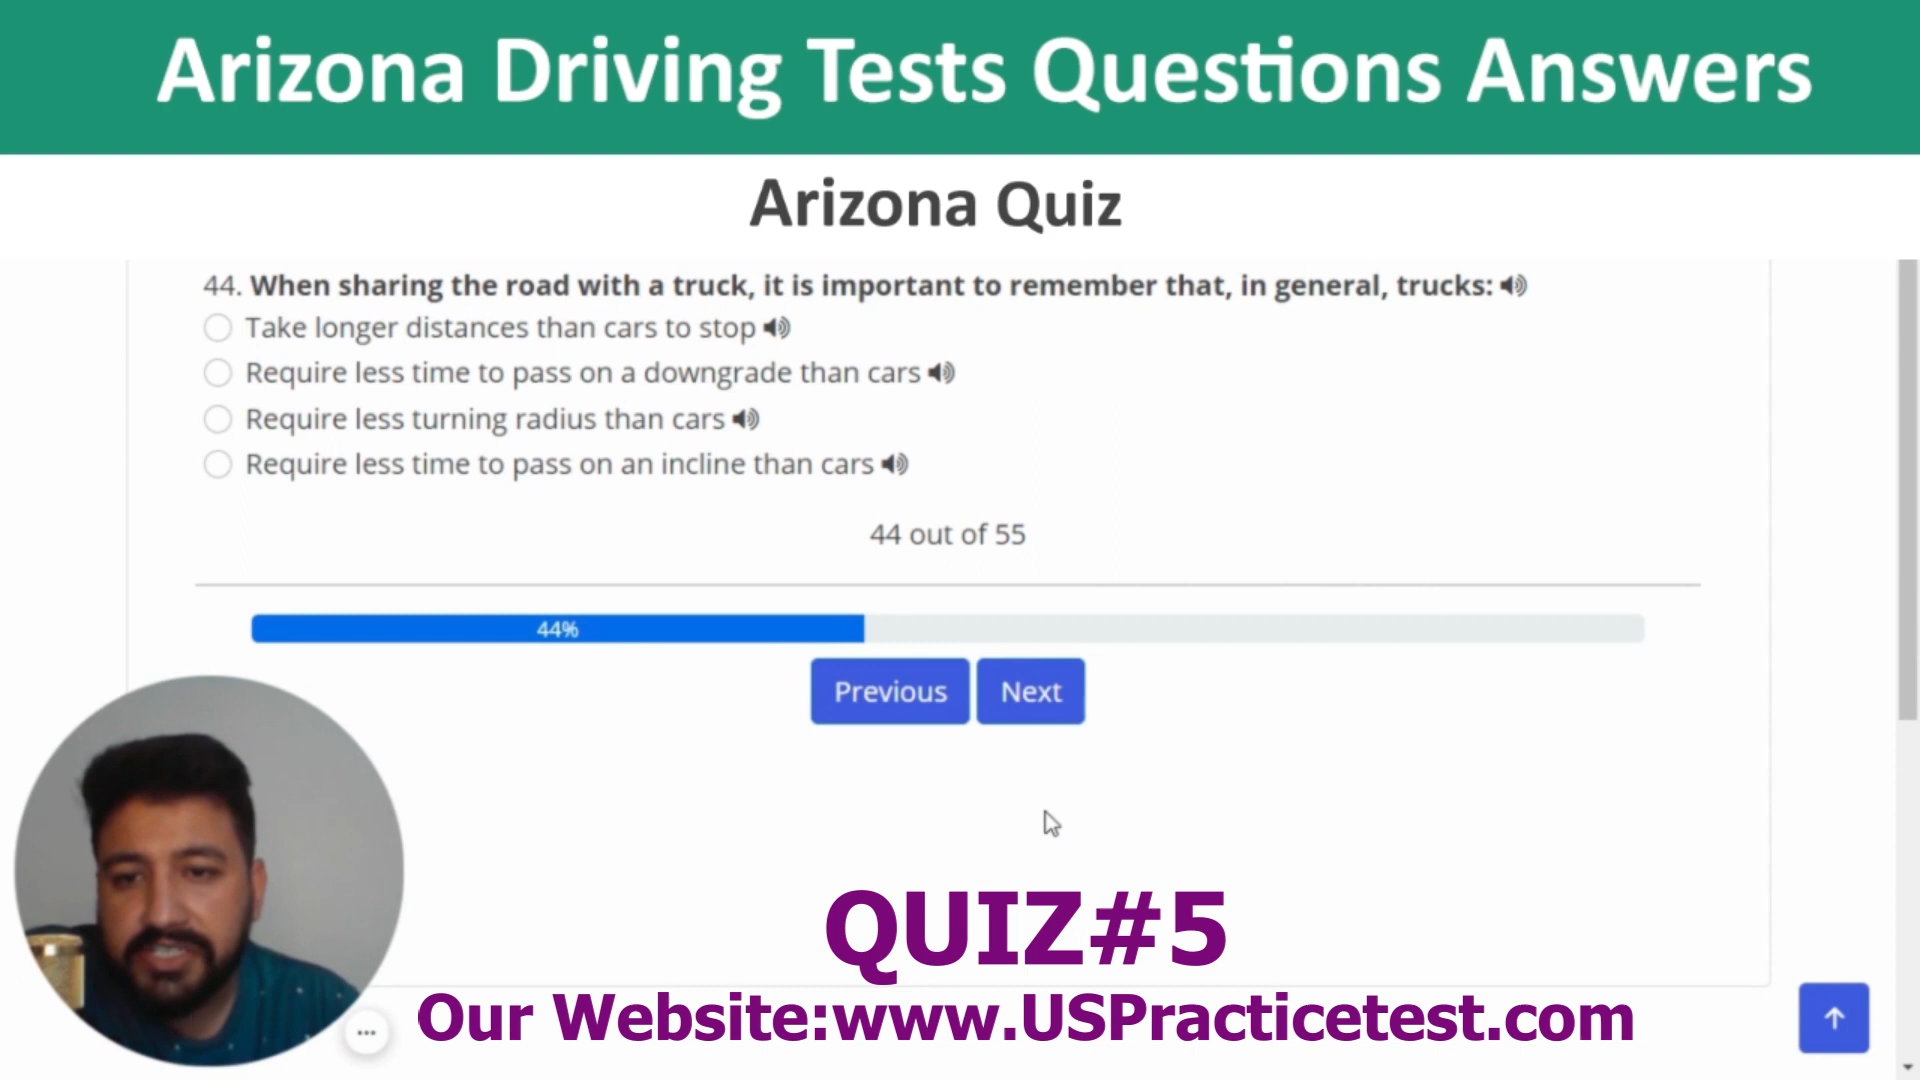 Arizona Driving Tests Questions Answers
Arizona Quiz
44. When sharing the road with a truck, it is important to remember that, in general, trucks:
Take longer distances than cars to stop
Require less time to pass on a downgrade than cars
Require less turning radius than cars
Require less time to pass on an incline than cars
44 out of 55
44%
Previous Next
QUIZ#5
Our Website:www.USPracticetest.com